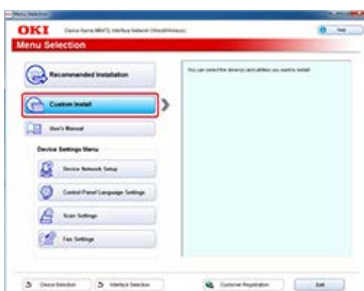 Menu Selection
OKI
Device Name:MB472, Interface:Network (Wired/Wireless)
Menu Selection
Recommended Installation
Custom Install
You can select the driver(s) and utilities you want to install.
User's Manual
Device Settings Menu
Device Network Setup
Control Panel Language Settings
Scan Settings
Fax Settings
Device Selection
Interface Selection
Customer Registration
Exit